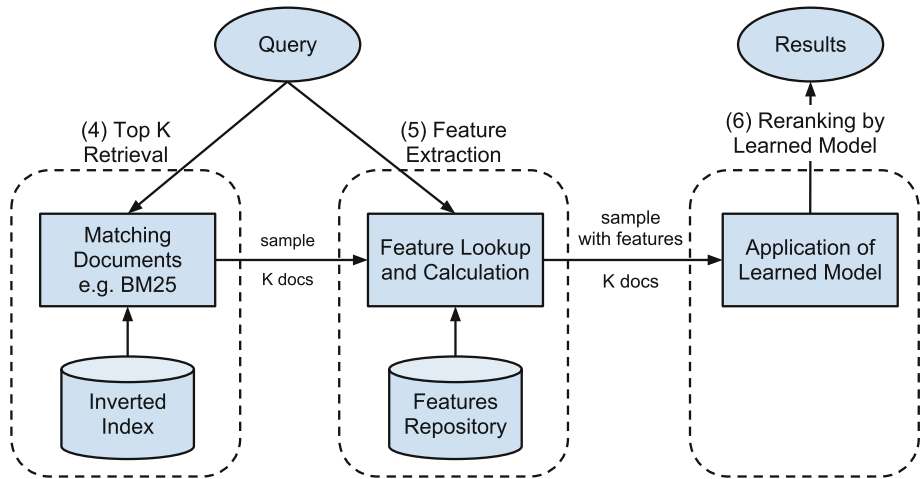 Query
Results
(4) Top K
Retrieval
(5) Feature
Extraction
(6) Reranking by
Learned Model
Matching
Documents
e.g. BM25
sample
K docs
Feature Lookup
and Calculation
sample
with features
K docs
Application of
Learned Model
Inverted
Index
Features
Repository